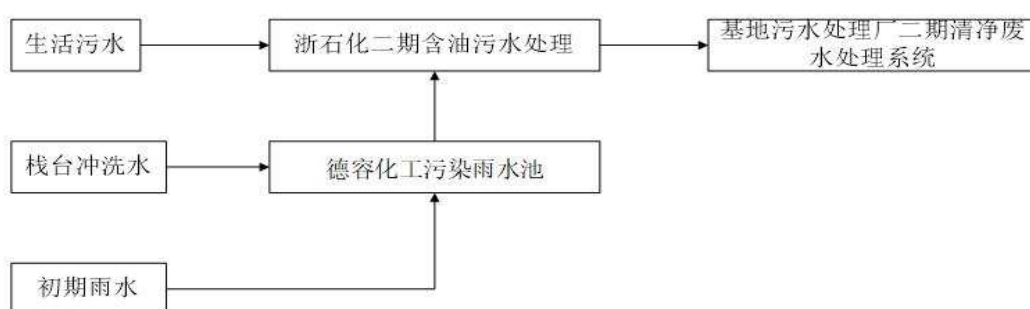 生活污水
浙石化二期含油污水处理
基地污水处理厂二期清净废
水处理系统
栈台冲洗水
德容化工污染雨水池
初期雨水